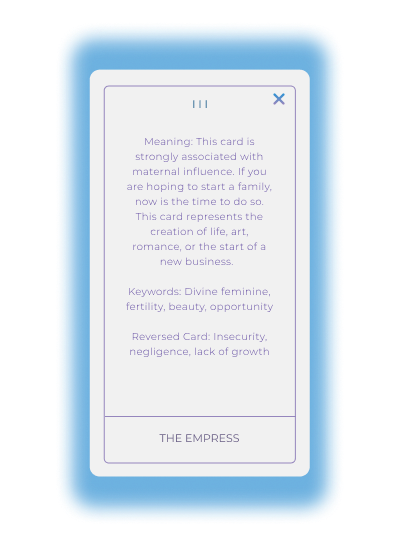 III
Meaning: This card is
strongly associated with
maternal influence. If you
are hoping to start a family,
now is the time to do so.
This card represents the
creation of life, art,
romance, or the start of a
new business.
Keywords: Divine feminine,
fertility, beauty, opportunity
Reversed Card: Insecurity,
negligence, lack of growth
THE EMPRESS